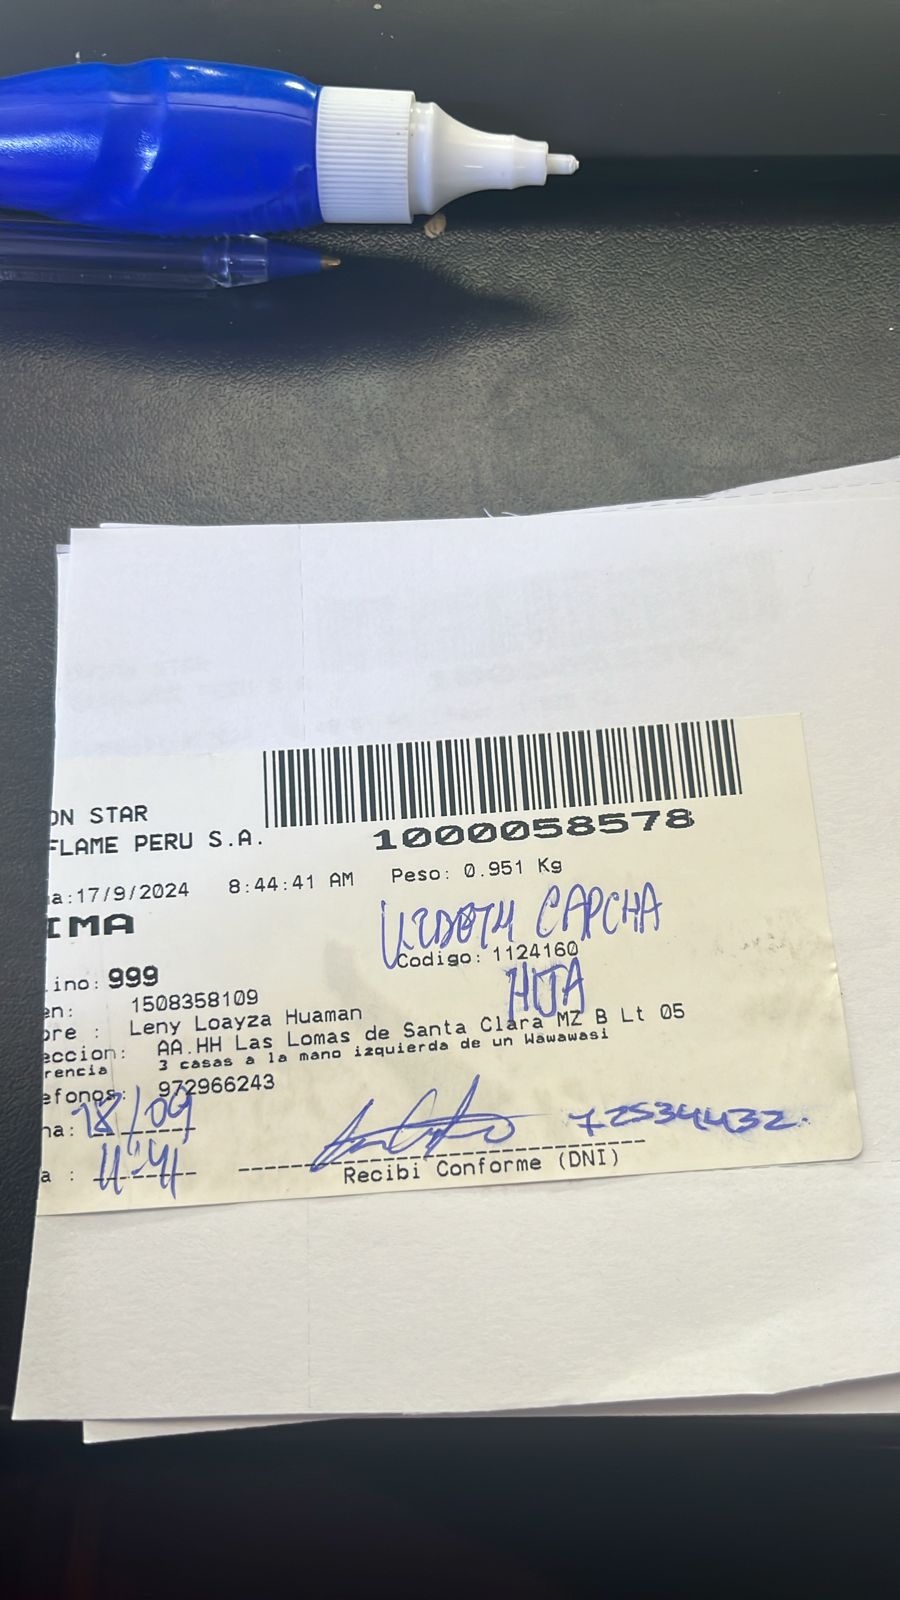 ON STAR
FLAME PERU S.A.
1000058578
a:17/9/2024 8:44:41 AM Peso: 0.951 Kg
IMA
CAPCHA
ino: 999
Codigo: 1124160
HIJA
en: 1508358109
bre : Leny Loayza Huaman
eccion: AA.HH Las Lomas de Santa Clara MZ B Lt 05
rencia 3 casas a la mano izquierda de un Wawawasi
efonos: 972966243
ha: 18/09
a : 11:41
72534432.
Recibi Conforme (DNI)